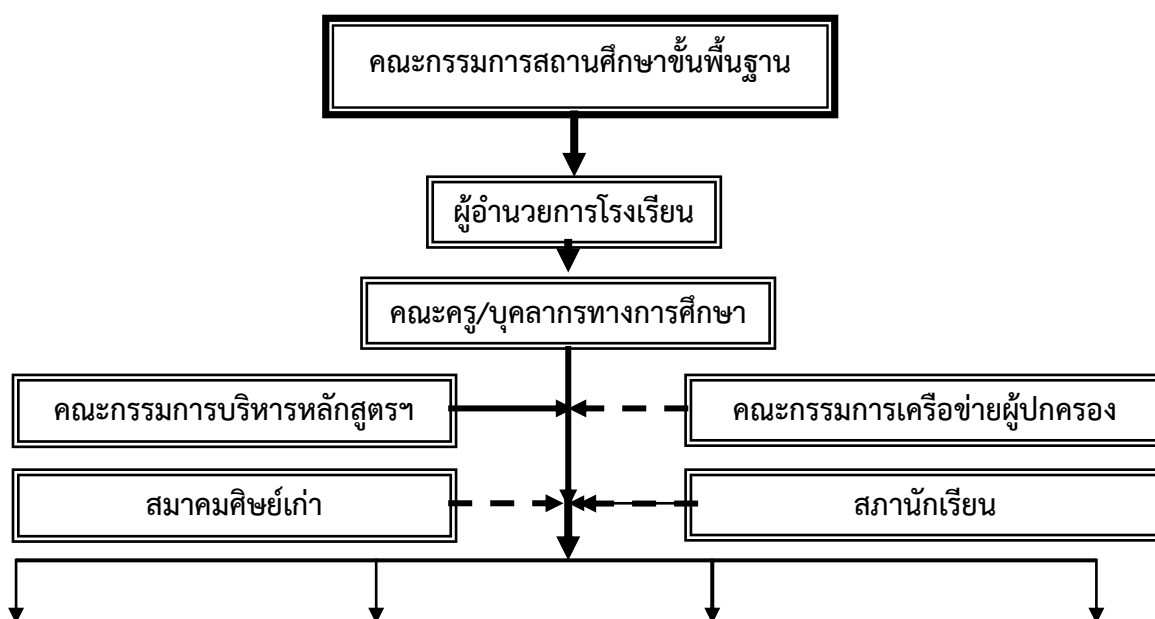 คณะกรรมการสถานศึกษาขั้นพื้นฐาน
ผู้อำนวยการโรงเรียน
คณะครู/บุคลากรทางการศึกษา
คณะกรรมการบริหารหลักสูตรฯ
คณะกรรมการเครือข่ายผู้ปกครอง
สมาคมศิษย์เก่า
สภานักเรียน